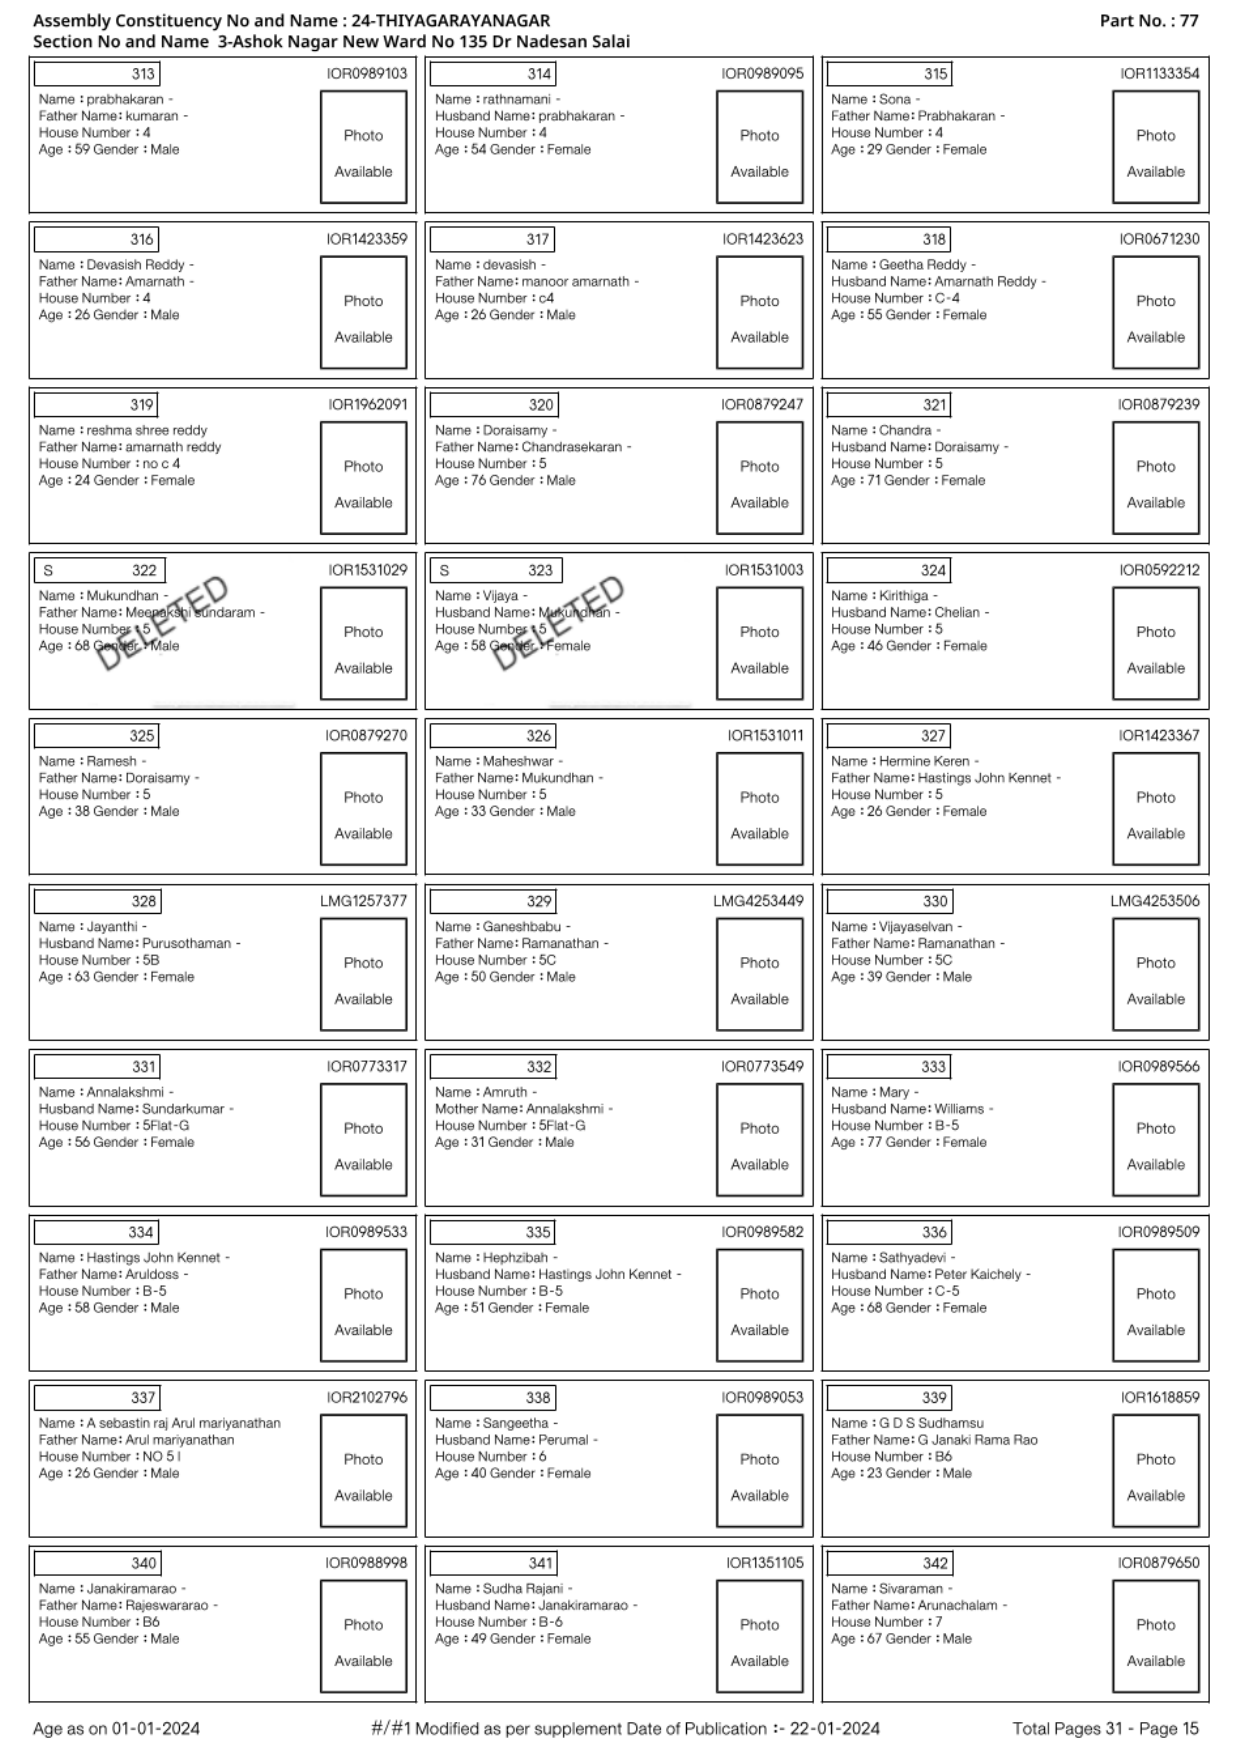 Assembly Constituency No and Name : 24-THIYAGARAYANAGAR
Part No. : 77
Section No and Name 3-Ashok Nagar New Ward No 135 Dr Nadesan Salai
313
IOR0989103
Name : prabhakaran -
Father Name: kumaran -
House Number : 4
Age : 59 Gender : Male
Photo
Available
314
IOR0989095
Name : rathnamani -
Husband Name: prabhakaran -
House Number : 4
Age : 54 Gender : Female
Photo
Available
315
IOR1133354
Name : Sona -
Father Name: Prabhakaran -
House Number : 4
Age : 29 Gender : Female
Photo
Available
316
IOR1423359
Name : Devasish Reddy -
Father Name: Amarnath -
House Number : 4
Age : 26 Gender : Male
Photo
Available
317
IOR1423623
Name : devasish -
Father Name: manoor amarnath -
House Number : c4
Age : 26 Gender : Male
Photo
Available
318
IOR0671230
Name : Geetha Reddy -
Husband Name: Amarnath Reddy -
House Number : C-4
Age : 55 Gender : Female
Photo
Available
319
IOR1962091
Name : reshma shree reddy
Father Name: amarnath reddy
House Number : no c 4
Age : 24 Gender : Female
Photo
Available
320
IOR0879247
Name : Doraisamy -
Father Name: Chandrasekaran -
House Number : 5
Age : 76 Gender : Male
Photo
Available
321
IOR0879239
Name : Chandra -
Husband Name: Doraisamy -
House Number : 5
Age : 71 Gender : Female
Photo
Available
S 322
IOR1531029
Name : Mukundhan -
Father Name: Meenakshi sundaram -
House Number : 5
Age : 68 Gender : Male
DELETED
Photo
Available
S 323
IOR1531003
Name : Vijaya -
Husband Name: Mukundhan -
House Number : 5
Age : 58 Gender : Female
DELETED
Photo
Available
324
IOR0592212
Name : Kirithiga -
Husband Name: Chelian -
House Number : 5
Age : 46 Gender : Female
Photo
Available
325
IOR0879270
Name : Ramesh -
Father Name: Doraisamy -
House Number : 5
Age : 38 Gender : Male
Photo
Available
326
IOR1531011
Name : Maheshwar -
Father Name: Mukundhan -
House Number : 5
Age : 33 Gender : Male
Photo
Available
327
IOR1423367
Name : Hermine Keren -
Father Name: Hastings John Kennet -
House Number : 5
Age : 26 Gender : Female
Photo
Available
328
LMG1257377
Name : Jayanthi -
Husband Name: Purusothaman -
House Number : 5B
Age : 63 Gender : Female
Photo
Available
329
LMG4253449
Name : Ganeshbabu -
Father Name: Ramanathan -
House Number : 5C
Age : 50 Gender : Male
Photo
Available
330
LMG4253506
Name : Vijayaselvan -
Father Name: Ramanathan -
House Number : 5C
Age : 39 Gender : Male
Photo
Available
331
IOR0773317
Name : Annalakshmi -
Husband Name: Sundarkumar -
House Number : 5Flat-G
Age : 56 Gender : Female
Photo
Available
332
IOR0773549
Name : Amruth -
Mother Name: Annalakshmi -
House Number : 5Flat-G
Age : 31 Gender : Male
Photo
Available
333
IOR0989566
Name : Mary -
Husband Name: Williams -
House Number : B-5
Age : 77 Gender : Female
Photo
Available
334
IOR0989533
Name : Hastings John Kennet -
Father Name: Aruldoss -
House Number : B-5
Age : 58 Gender : Male
Photo
Available
335
IOR0989582
Name : Hephzibah -
Husband Name: Hastings John Kennet -
House Number : B-5
Age : 51 Gender : Female
Photo
Available
336
IOR0989509
Name : Sathyadevi -
Husband Name: Peter Kaichely -
House Number : C-5
Age : 68 Gender : Female
Photo
Available
337
IOR2102796
Name : A sebastin raj Arul mariyanathan
Father Name: Arul mariyanathan
House Number : NO 5 I
Age : 26 Gender : Male
Photo
Available
338
IOR0989053
Name : Sangeetha -
Husband Name: Perumal -
House Number : 6
Age : 40 Gender : Female
Photo
Available
339
IOR1618859
Name : G D S Sudhamsu
Father Name: G Janaki Rama Rao
House Number : B6
Age : 23 Gender : Male
Photo
Available
340
IOR0988998
Name : Janakiramarao -
Father Name: Rajeswararao -
House Number : B6
Age : 55 Gender : Male
Photo
Available
341
IOR1351105
Name : Sudha Rajani -
Husband Name: Janakiramarao -
House Number : B-6
Age : 49 Gender : Female
Photo
Available
342
IOR0879650
Name : Sivaraman -
Father Name: Arunachalam -
House Number : 7
Age : 67 Gender : Male
Photo
Available
Age as on 01-01-2024
#/#1 Modified as per supplement Date of Publication :- 22-01-2024
Total Pages 31 - Page 15